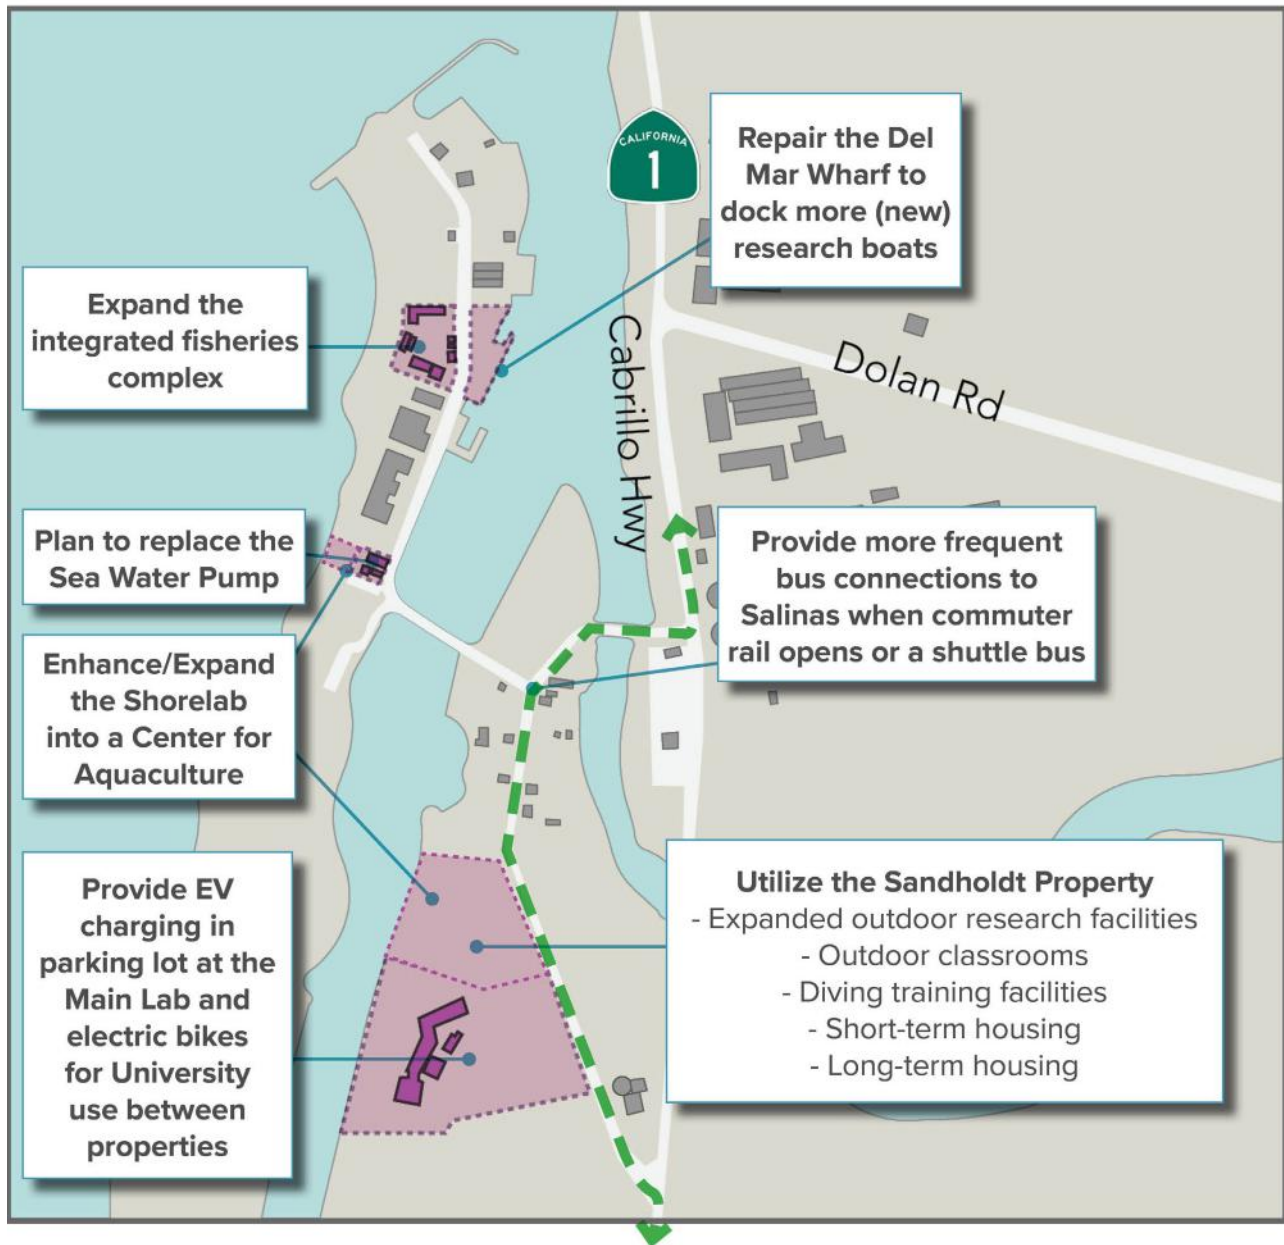 CALIFORNIA
1
Repair the Del
Mar Wharf to
dock more (new)
research boats
Expand the
integrated fisheries
complex
Cabrillo Hwy
Dolan Rd
Plan to replace the
Sea Water Pump
Provide more frequent
bus connections to
Salinas when commuter
rail opens or a shuttle bus
Enhance/Expand
the Shorelab
into a Center for
Aquaculture
Provide EV
charging in
parking lot at the
Main Lab and
electric bikes
for University
use between
properties
Utilize the Sandholdt Property
- Expanded outdoor research facilities
- Outdoor classrooms
- Diving training facilities
- Short-term housing
- Long-term housing